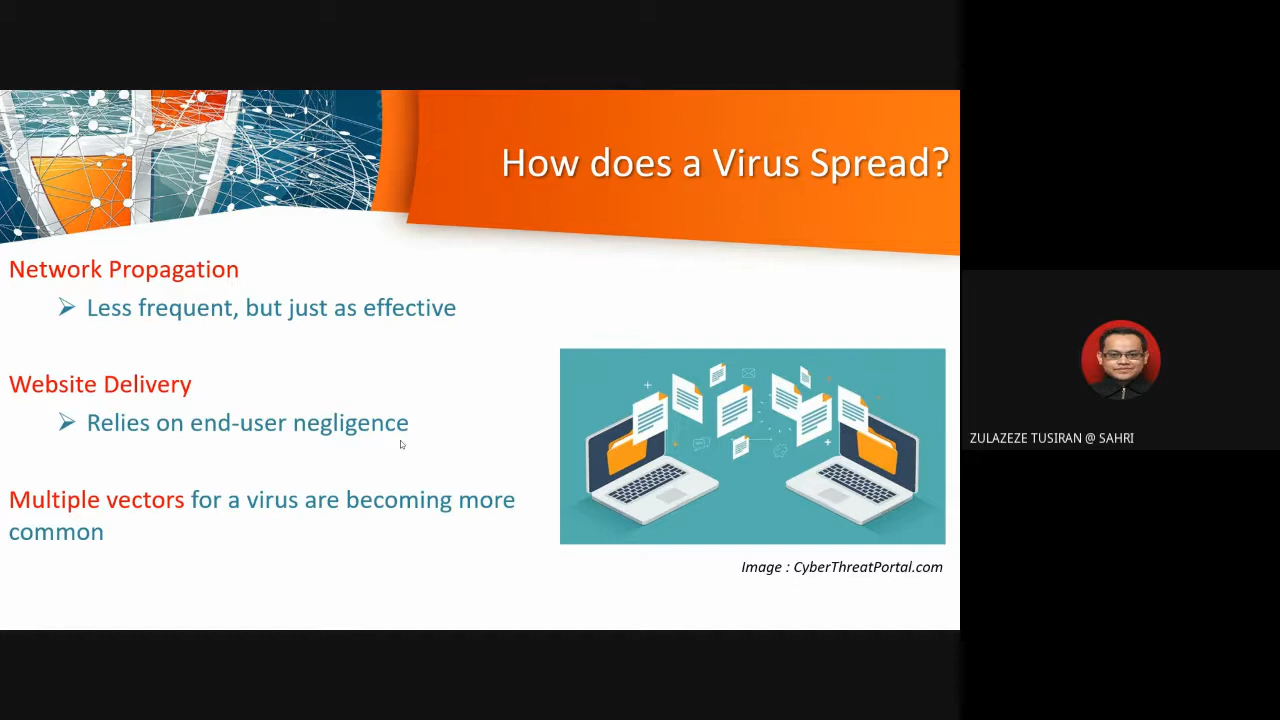 How does a Virus Spread?
Network Propagation
Less frequent, but just as effective
Website Delivery
Relies on end-user negligence
Multiple vectors for a virus are becoming more
common
Image : CyberThreatPortal.com
ZULAZEZE TUSIRAN @ SAHRI